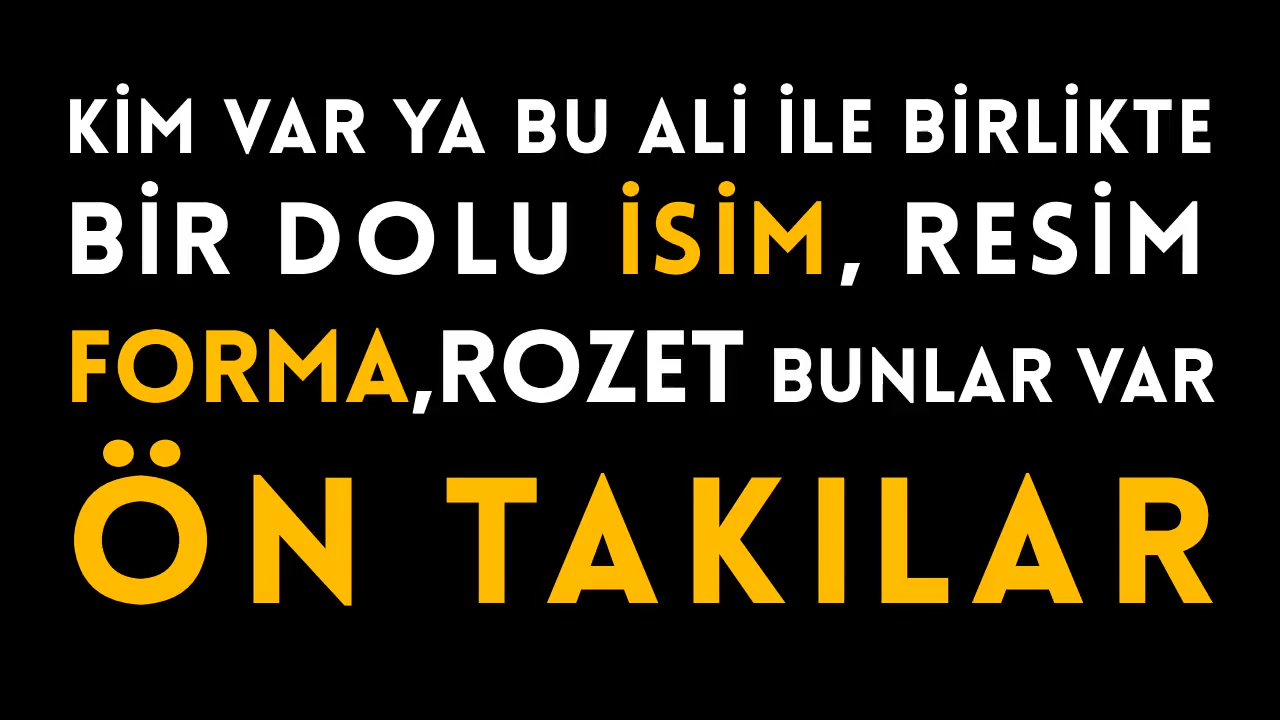 KİM VAR YA BU ALİ İLE BİRLİKTE
BİR DOLU İSİM, RESİM
FORMA,ROZET BUNLAR VAR
ÖN TAKILAR